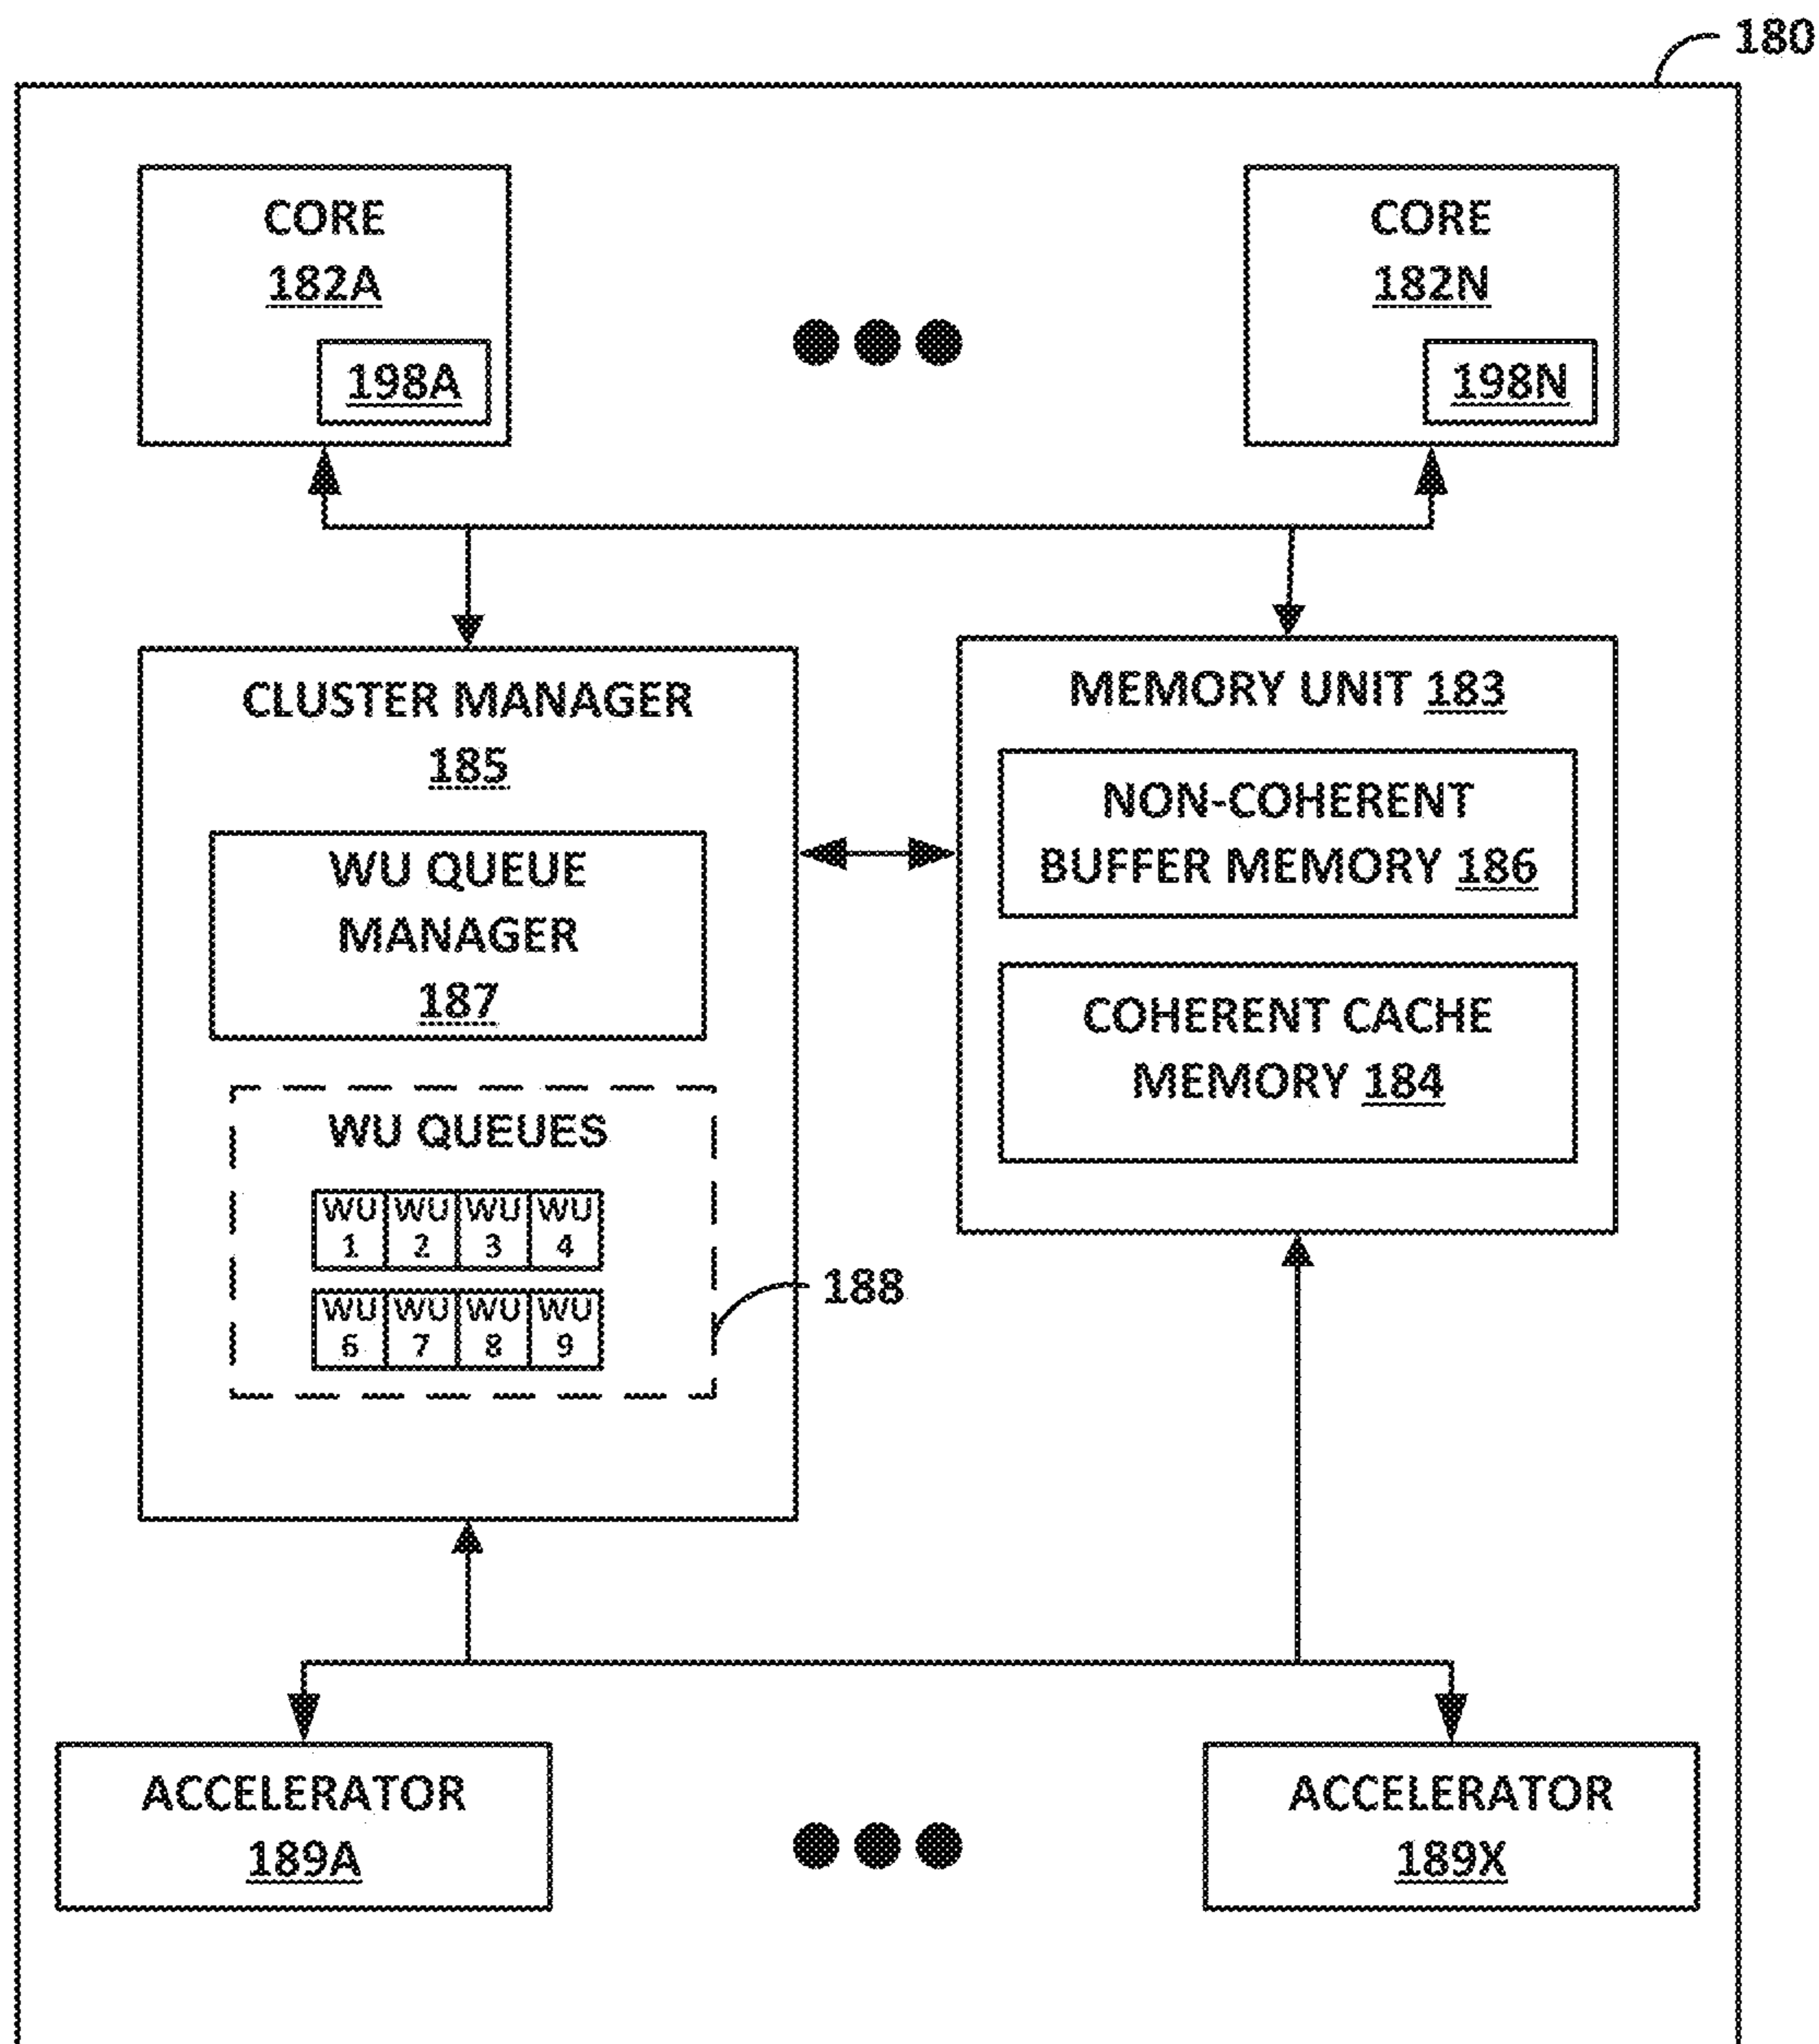 180
CORE
182A
198A
CORE
182N
198N
CLUSTER MANAGER
185
WU QUEUE
MANAGER
187
WU QUEUES
WU WU WU WU
1 2 3 4
WU WU WU WU
6 7 8 9
188
MEMORY UNIT 183
NON-COHERENT
BUFFER MEMORY 186
COHERENT CACHE
MEMORY 184
ACCELERATOR
189A
ACCELERATOR
189X